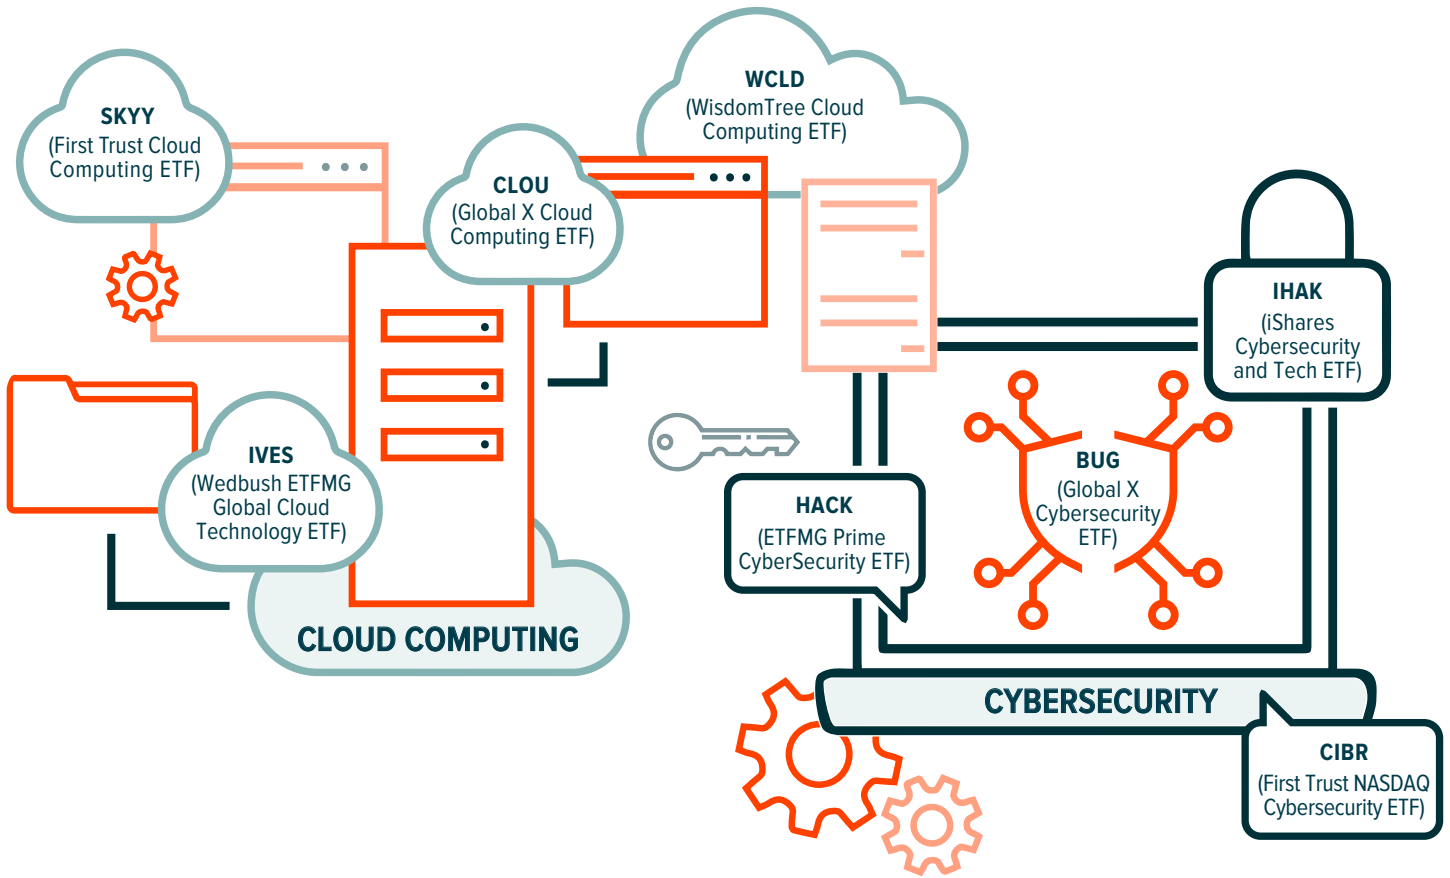 SKYY
(First Trust Cloud
Computing ETF)
WCLD
(WisdomTree Cloud
Computing ETF)
CLOU
(Global X Cloud
Computing ETF)
IVES
(Wedbush ETFMG
Global Cloud
Technology ETF)
CLOUD COMPUTING
IHAK
(iShares
Cybersecurity
and Tech ETF)
BUG
(Global X
Cybersecurity
ETF)
HACK
(ETFMG Prime
CyberSecurity ETF)
CYBERSECURITY
CIBR
(First Trust NASDAQ
Cybersecurity ETF)